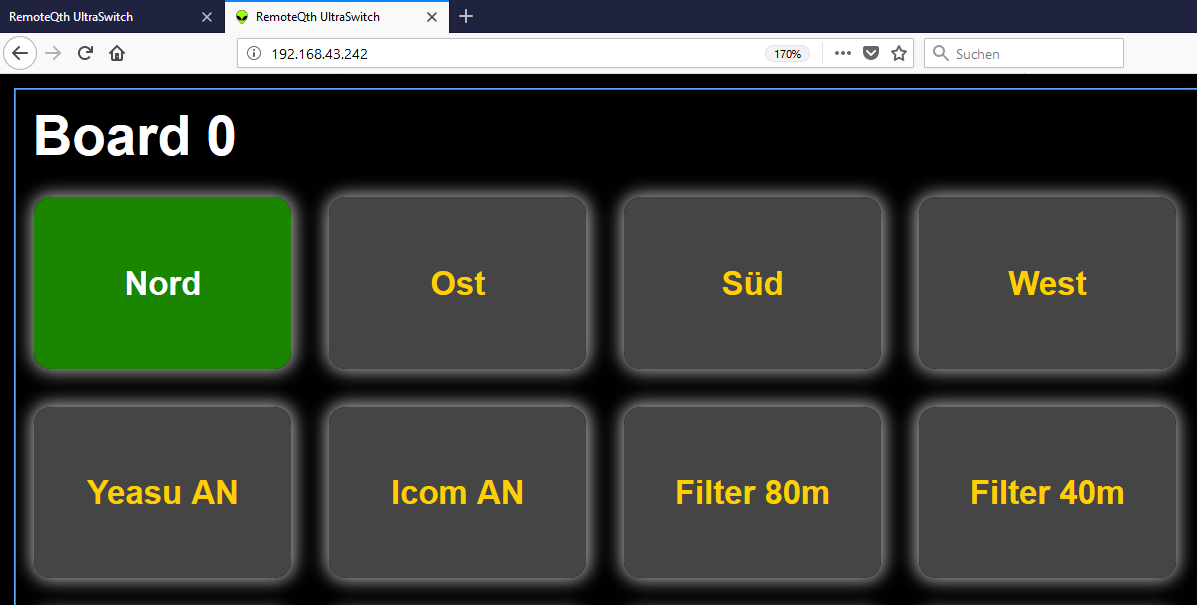 RemoteQth UltraSwitch
RemoteQth UltraSwitch
192.168.43.242
170%
Suchen
Board 0
Nord
Ost
Süd
West
Yeasu AN
Icom AN
Filter 80m
Filter 40m